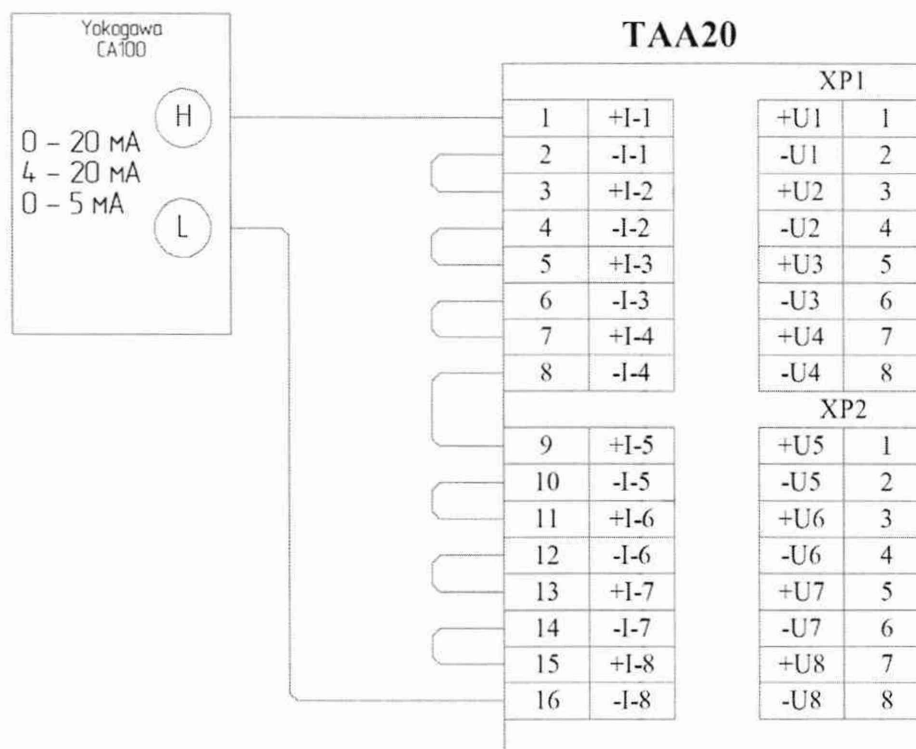 Yokogawa
CA100
H
0 – 20 мА
4 – 20 мА
0 – 5 мА
L
TAA20
XP1
1 +I-1 +U1 1
2 -I-1 -U1 2
3 +I-2 +U2 3
4 -I-2 -U2 4
5 +I-3 +U3 5
6 -I-3 -U3 6
7 +I-4 +U4 7
8 -I-4 -U4 8
XP2
9 +I-5 +U5 1
10 -I-5 -U5 2
11 +I-6 +U6 3
12 -I-6 -U6 4
13 +I-7 +U7 5
14 -I-7 -U7 6
15 +I-8 +U8 7
16 -I-8 -U8 8